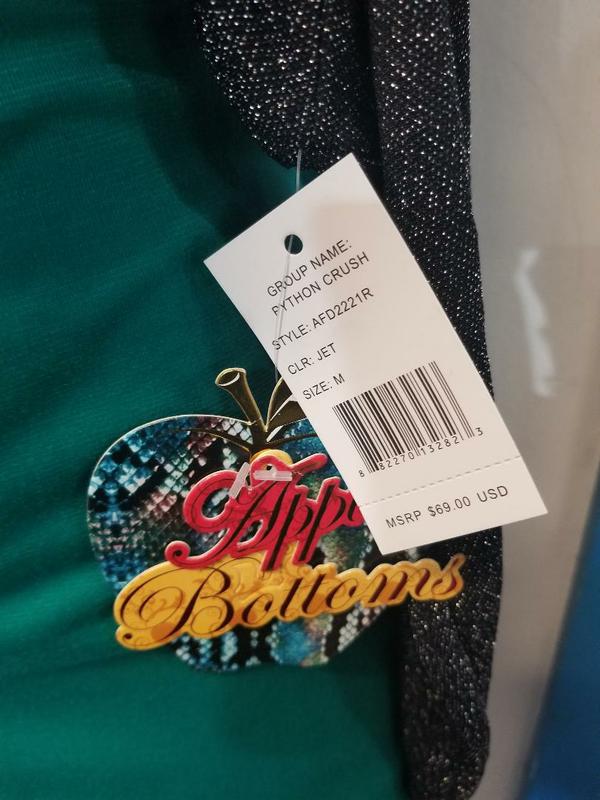 GROUP NAME:
PYTHON CRUSH
STYLE: AFD2221R
CLR: JET
SIZE: M
8 82270 13282 3
MSRP $69.00 USD
Bottoms